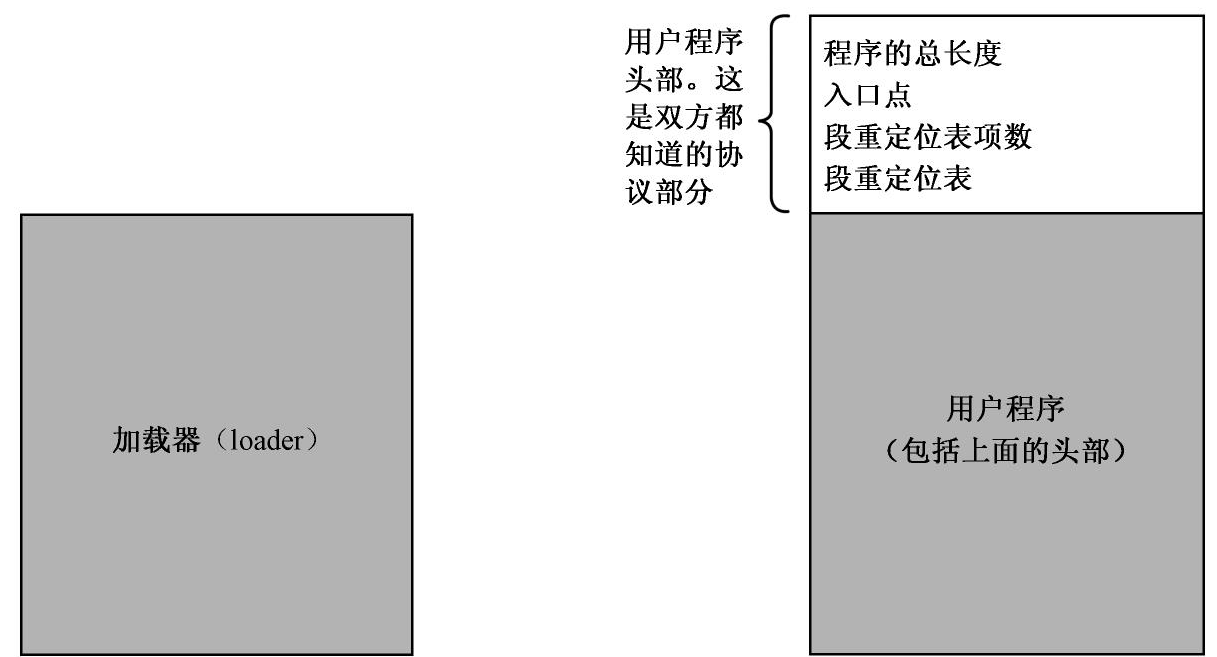 用户程序
头部。这
是双方都
知道的协
议部分
程序的总长度
入口点
段重定位表项数
段重定位表
加载器（loader）
用户程序
（包括上面的头部）